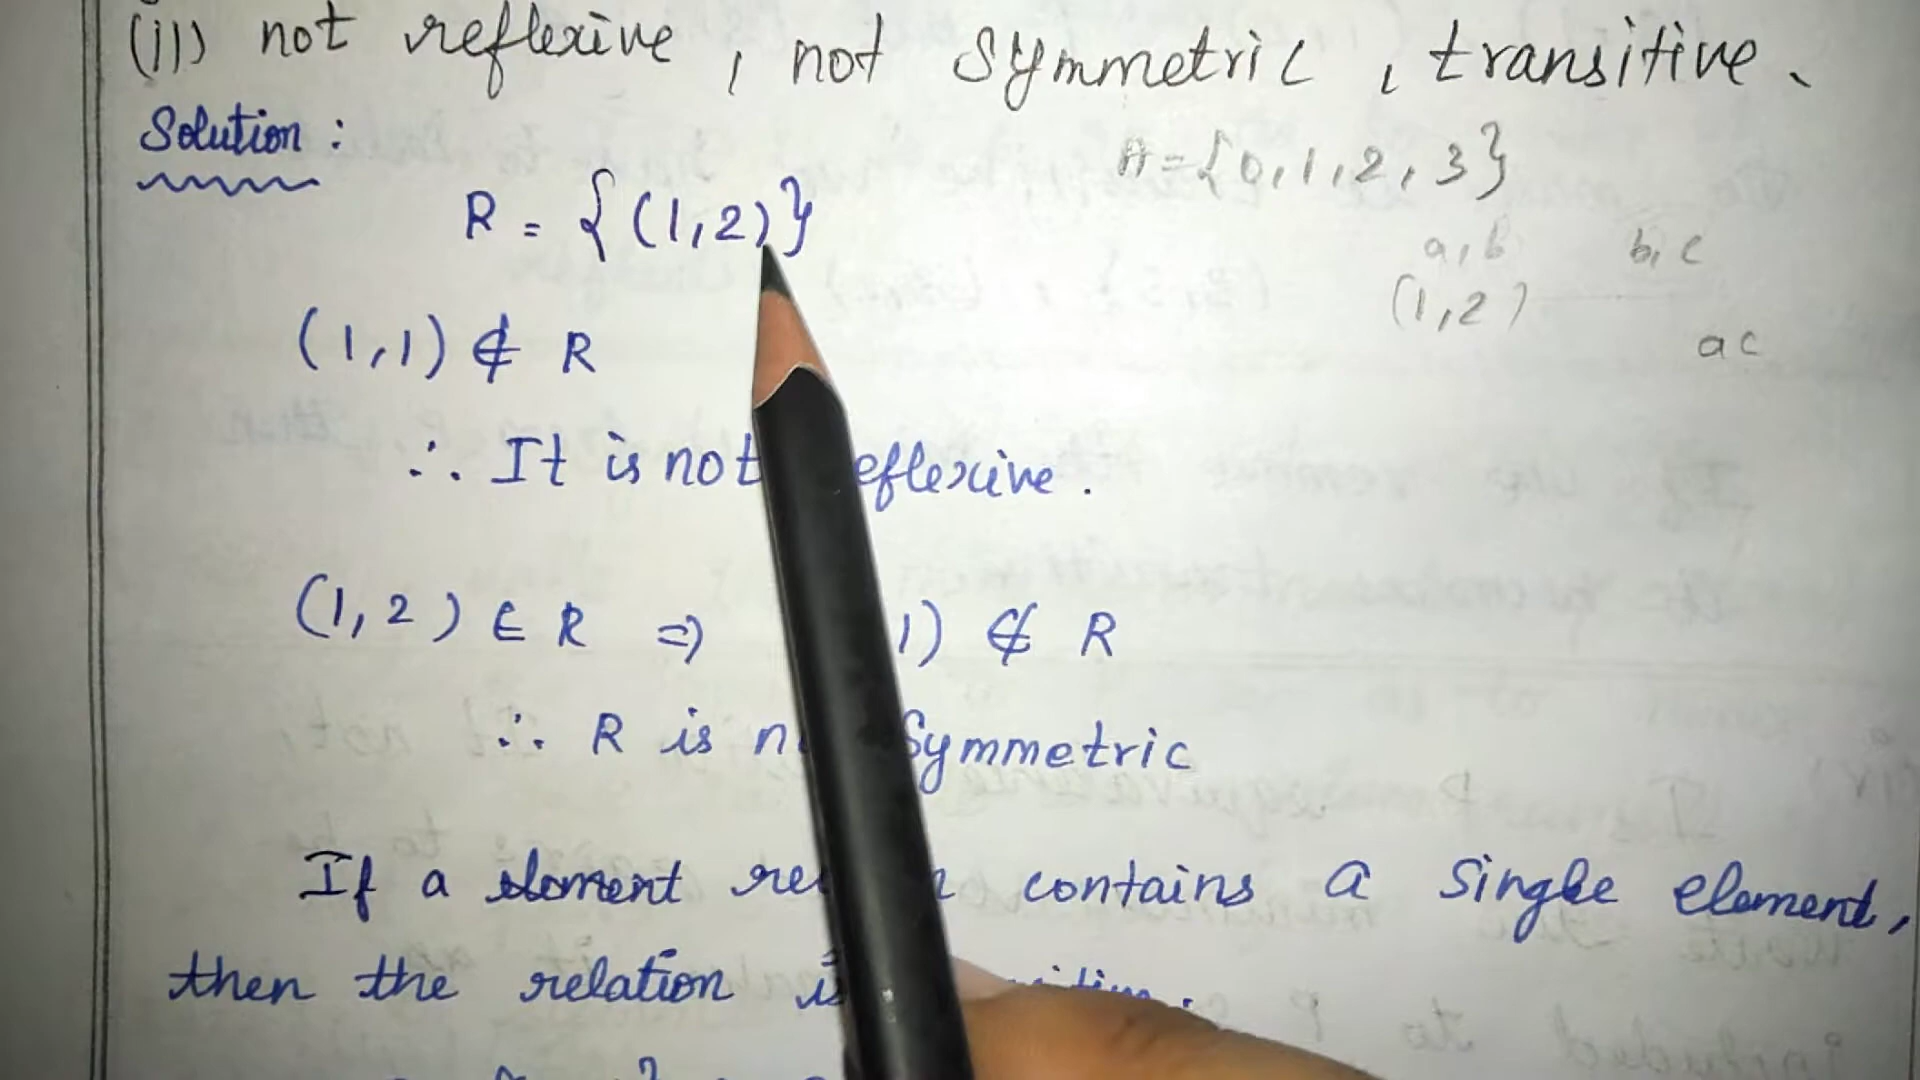 (ii) not reflexive, not symmetric, transitive.
Solution:
A={0,1,2,3}
R = {(1,2)}
a,b b,c
(1,2)
ac
(1,1) ∉ R
∴ It is not eflexive.
(1,2) ∈ R ⇒ 1) ∉ R
∴ R is n Symmetric
If a element re n contains a single element,
then the relation